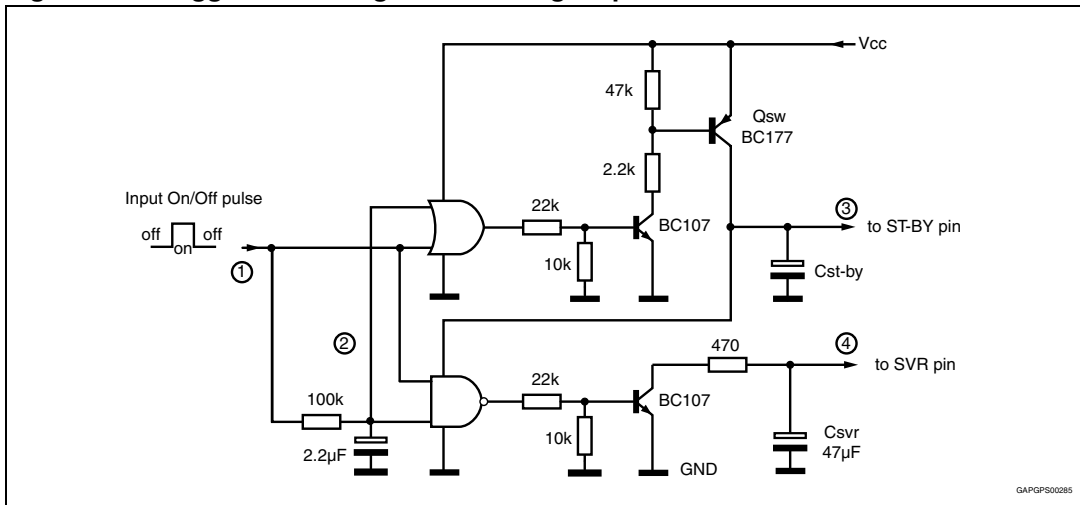 Vcc
47k
Qsw
BC177
2.2k
Input On/Off pulse
off
on
off
22k
BC107
3
to ST-BY pin
1
10k
Cst-by
2
470
4
to SVR pin
100k
22k
BC107
2.2µF
10k
Csvr
47µF
GND
GAPGPS00285